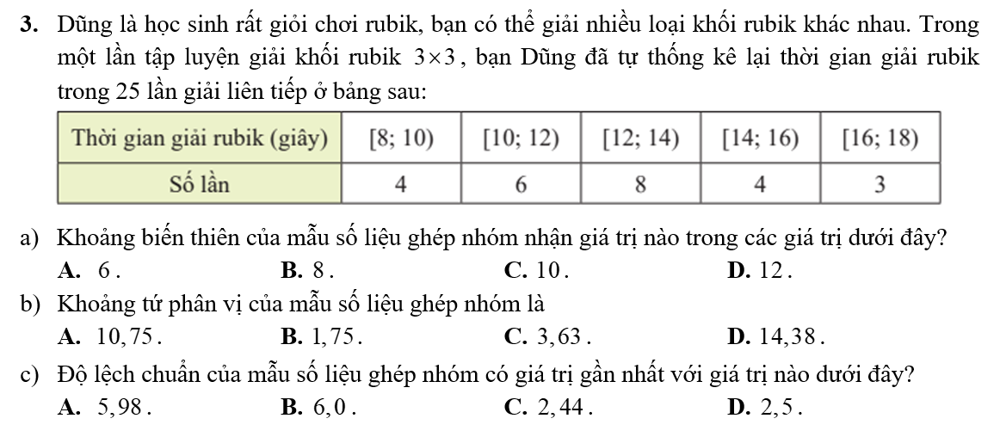 3. Dũng là học sinh rất giỏi chơi rubik, bạn có thể giải nhiều loại khối rubik khác nhau. Trong
một lần tập luyện giải khối rubik 3×3, bạn Dũng đã tự thống kê lại thời gian giải rubik
trong 25 lần giải liên tiếp ở bảng sau:
Thời gian giải rubik (giây) [8; 10) [10; 12) [12; 14) [14; 16) [16; 18)
Số lần 4 6 8 4 3
a) Khoảng biến thiên của mẫu số liệu ghép nhóm nhận giá trị nào trong các giá trị dưới đây?
A. 6. B. 8. C. 10. D. 12.
b) Khoảng tứ phân vị của mẫu số liệu ghép nhóm là
A. 10,75. B. 1,75. C. 3,63. D. 14,38.
c) Độ lệch chuẩn của mẫu số liệu ghép nhóm có giá trị gần nhất với giá trị nào dưới đây?
A. 5,98. B. 6,0. C. 2,44. D. 2,5.